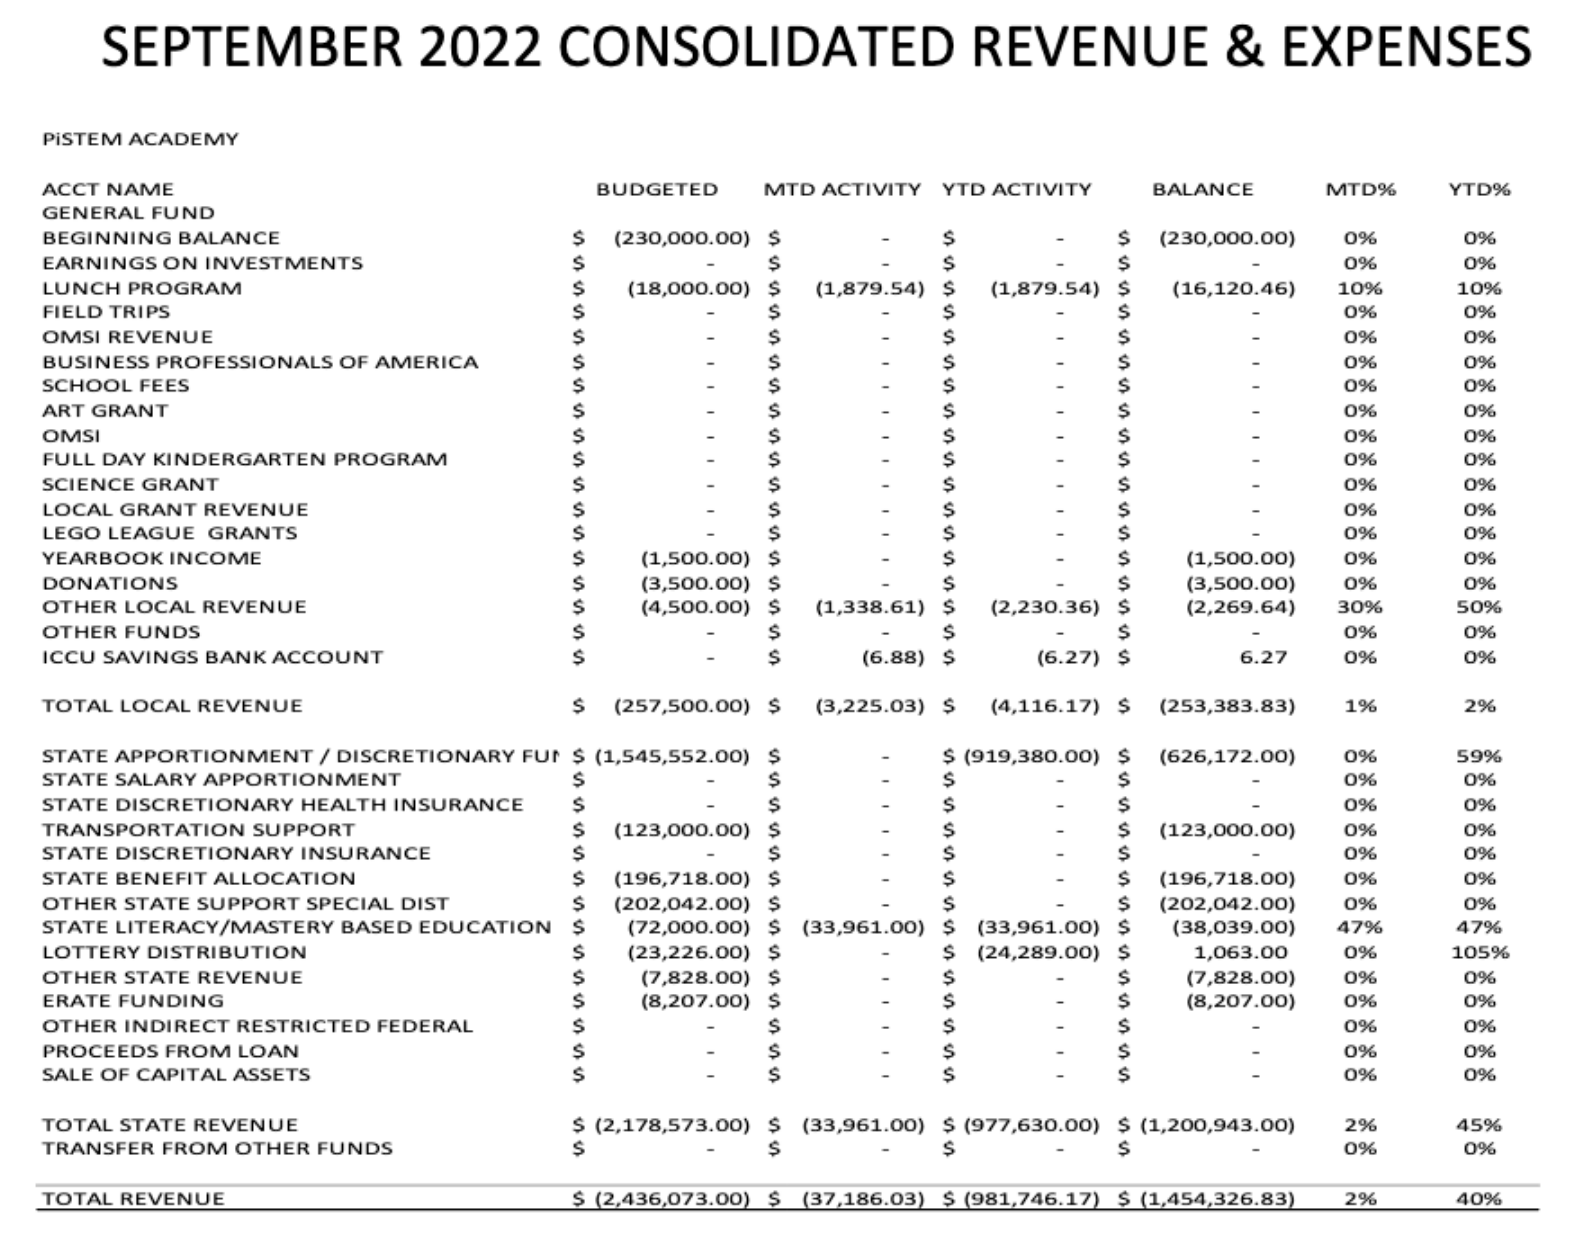 SEPTEMBER 2022 CONSOLIDATED REVENUE & EXPENSES
PiSTEM ACADEMY
ACCT NAME BUDGETED MTD ACTIVITY YTD ACTIVITY BALANCE MTD% YTD%
GENERAL FUND
BEGINNING BALANCE $ (230,000.00) $ - $ - $ (230,000.00) 0% 0%
EARNINGS ON INVESTMENTS $ - $ - $ - $ - 0% 0%
LUNCH PROGRAM $ (18,000.00) $ (1,879.54) $ (1,879.54) $ (16,120.46) 10% 10%
FIELD TRIPS $ - $ - $ - $ - 0% 0%
OMSI REVENUE $ - $ - $ - $ - 0% 0%
BUSINESS PROFESSIONALS OF AMERICA $ - $ - $ - $ - 0% 0%
SCHOOL FEES $ - $ - $ - $ - 0% 0%
ART GRANT $ - $ - $ - $ - 0% 0%
OMSI $ - $ - $ - $ - 0% 0%
FULL DAY KINDERGARTEN PROGRAM $ - $ - $ - $ - 0% 0%
SCIENCE GRANT $ - $ - $ - $ - 0% 0%
LOCAL GRANT REVENUE $ - $ - $ - $ - 0% 0%
LEGO LEAGUE GRANTS $ - $ - $ - $ - 0% 0%
YEARBOOK INCOME $ (1,500.00) $ - $ - $ (1,500.00) 0% 0%
DONATIONS $ (3,500.00) $ - $ - $ (3,500.00) 0% 0%
OTHER LOCAL REVENUE $ (4,500.00) $ (1,338.61) $ (2,230.36) $ (2,269.64) 30% 50%
OTHER FUNDS $ - $ - $ - $ - 0% 0%
ICCU SAVINGS BANK ACCOUNT $ - $ (6.88) $ (6.27) $ 6.27 0% 0%
TOTAL LOCAL REVENUE $ (257,500.00) $ (3,225.03) $ (4,116.17) $ (253,383.83) 1% 2%
STATE APPORTIONMENT / DISCRETIONARY FUN $ (1,545,552.00) $ - $ (919,380.00) $ (626,172.00) 0% 59%
STATE SALARY APPORTIONMENT $ - $ - $ - $ - 0% 0%
STATE DISCRETIONARY HEALTH INSURANCE $ - $ - $ - $ - 0% 0%
TRANSPORTATION SUPPORT $ (123,000.00) $ - $ - $ (123,000.00) 0% 0%
STATE DISCRETIONARY INSURANCE $ - $ - $ - $ - 0% 0%
STATE BENEFIT ALLOCATION $ (196,718.00) $ - $ - $ (196,718.00) 0% 0%
OTHER STATE SUPPORT SPECIAL DIST $ (202,042.00) $ - $ - $ (202,042.00) 0% 0%
STATE LITERACY/MASTERY BASED EDUCATION $ (72,000.00) $ (33,961.00) $ (33,961.00) $ (38,039.00) 47% 47%
LOTTERY DISTRIBUTION $ (23,226.00) $ - $ (24,289.00) $ 1,063.00 0% 105%
OTHER STATE REVENUE $ (7,828.00) $ - $ - $ (7,828.00) 0% 0%
ERATE FUNDING $ (8,207.00) $ - $ - $ (8,207.00) 0% 0%
OTHER INDIRECT RESTRICTED FEDERAL $ - $ - $ - $ - 0% 0%
PROCEEDS FROM LOAN $ - $ - $ - $ - 0% 0%
SALE OF CAPITAL ASSETS $ - $ - $ - $ - 0% 0%
TOTAL STATE REVENUE $ (2,178,573.00) $ (33,961.00) $ (977,630.00) $ (1,200,943.00) 2% 45%
TRANSFER FROM OTHER FUNDS $ - $ - $ - $ - 0% 0%
TOTAL REVENUE $ (2,436,073.00) $ (37,186.03) $ (981,746.17) $ (1,454,326.83) 2% 40%